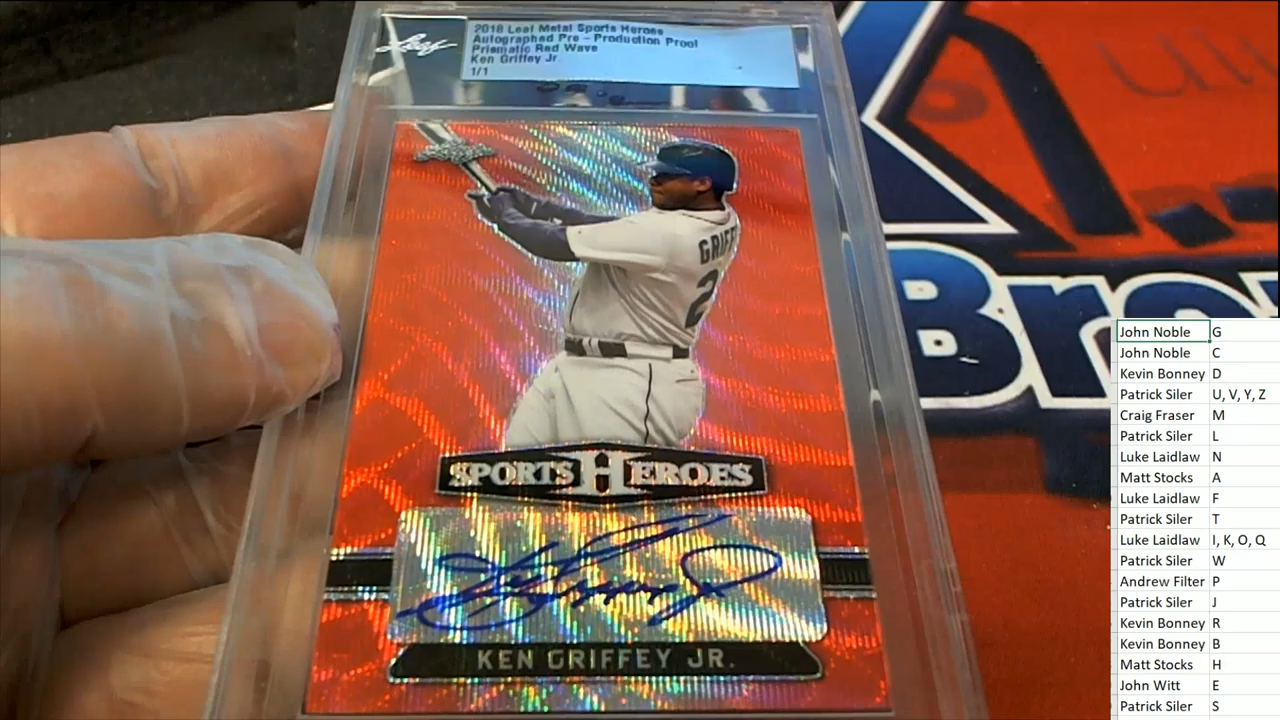 2018 Leaf Metal Sports Heroes
Autographed Pre - Production Proof
Prismatic Red Wave
Ken Griffey Jr.
1/1
Leaf
GRIFF
2
SPORTS HEROES
KEN GRIFFEY JR.
Bro
John Noble G
John Noble C
Kevin Bonney D
Patrick Siler U, V, Y, Z
Craig Fraser M
Patrick Siler L
Luke Laidlaw N
Matt Stocks A
Luke Laidlaw F
Patrick Siler T
Luke Laidlaw I, K, O, Q
Patrick Siler W
Andrew Filter P
Patrick Siler J
Kevin Bonney R
Kevin Bonney B
Matt Stocks H
John Witt E
Patrick Siler S